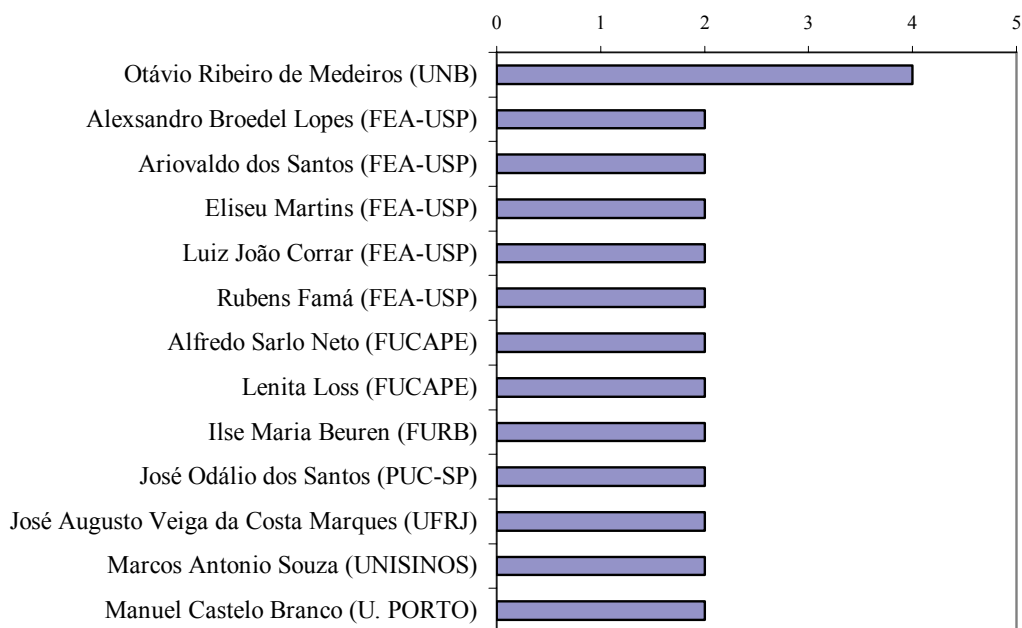 0 1 2 3 4 5
Otávio Ribeiro de Medeiros (UNB)
Alexsandro Broedel Lopes (FEA-USP)
Ariovaldo dos Santos (FEA-USP)
Eliseu Martins (FEA-USP)
Luiz João Corrar (FEA-USP)
Rubens Famá (FEA-USP)
Alfredo Sarlo Neto (FUCAPE)
Lenita Loss (FUCAPE)
Ilse Maria Beuren (FURB)
José Odálio dos Santos (PUC-SP)
José Augusto Veiga da Costa Marques (UFRJ)
Marcos Antonio Souza (UNISINOS)
Manuel Castelo Branco (U. PORTO)